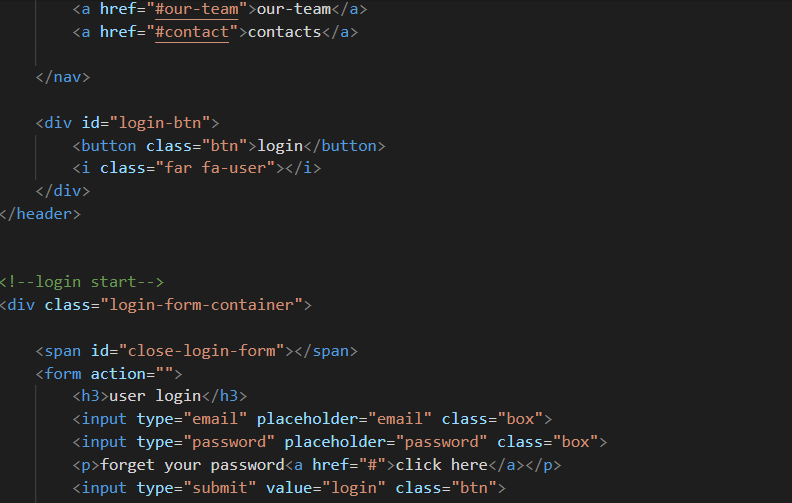 <a href="#our-team">our-team</a>
<a href="#contact">contacts</a>
</nav>
<div id="login-btn">
<button class="btn">login</button>
<i class="far fa-user"></i>
</div>
</header>
<!--login start-->
<div class="login-form-container">
<span id="close-login-form"></span>
<form action="">
<h3>user login</h3>
<input type="email" placeholder="email" class="box">
<input type="password" placeholder="password" class="box">
<p>forget your password<a href="#">click here</a></p>
<input type="submit" value="login" class="btn">